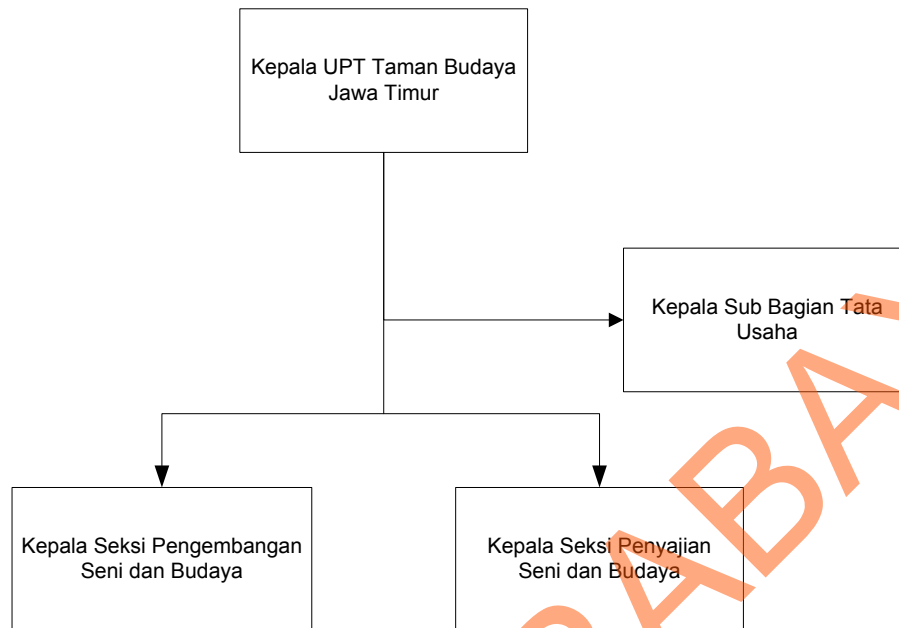 Kepala UPT Taman Budaya
Jawa Timur
Kepala Sub Bagian Tata
Usaha
Kepala Seksi Pengembangan
Seni dan Budaya
Kepala Seksi Penyajian
Seni dan Budaya
RABAY